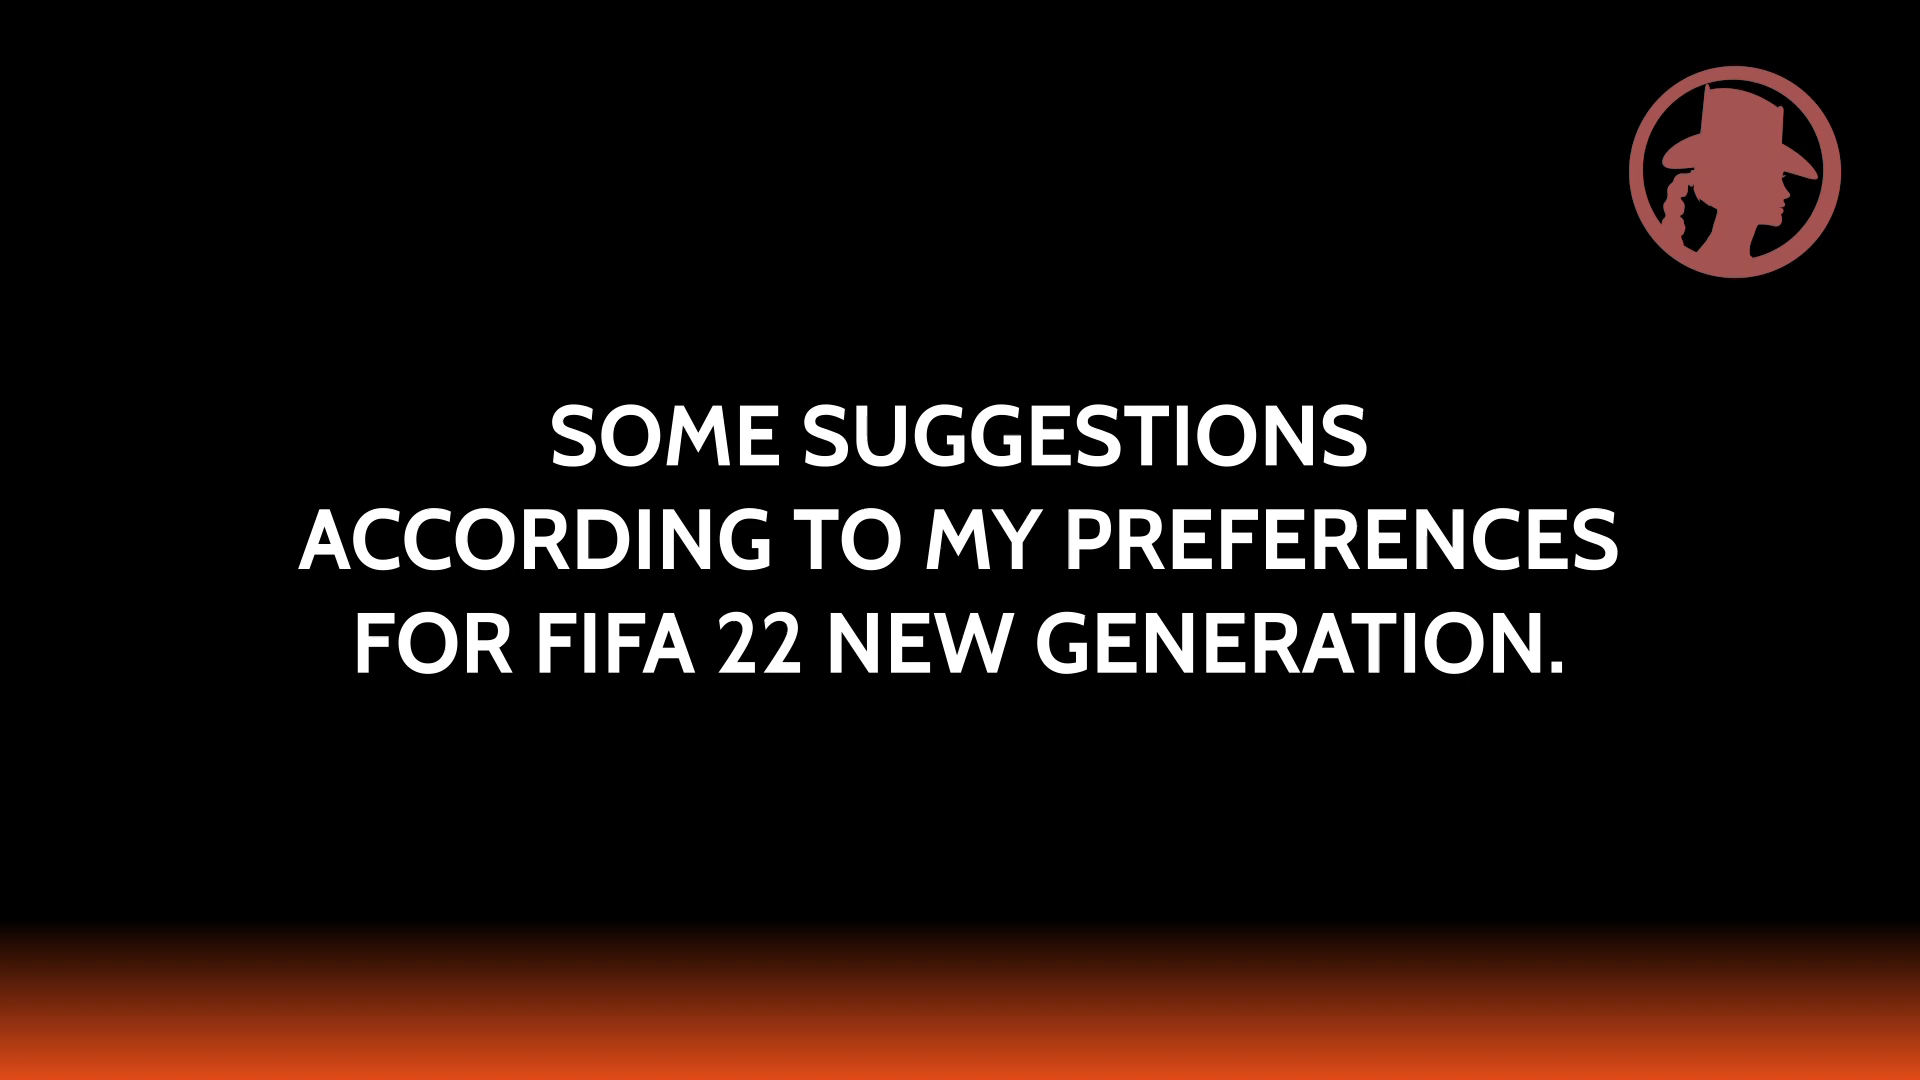 SOME SUGGESTIONS
ACCORDING TO MY PREFERENCES
FOR FIFA 22 NEW GENERATION.